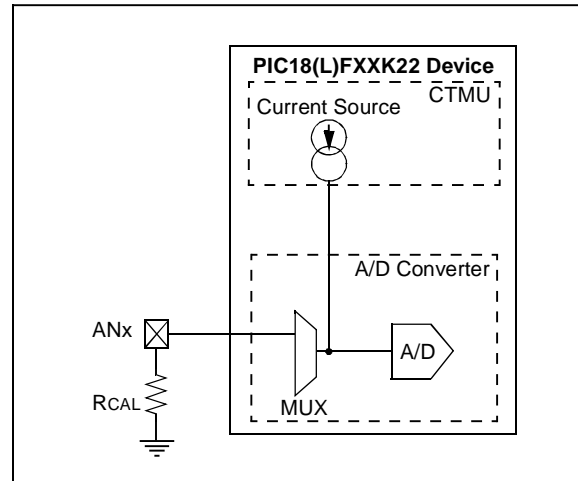 PIC18(L)FXXK22 Device
CTMU
Current Source
A/D Converter
ANx
A/D
RCAL
MUX